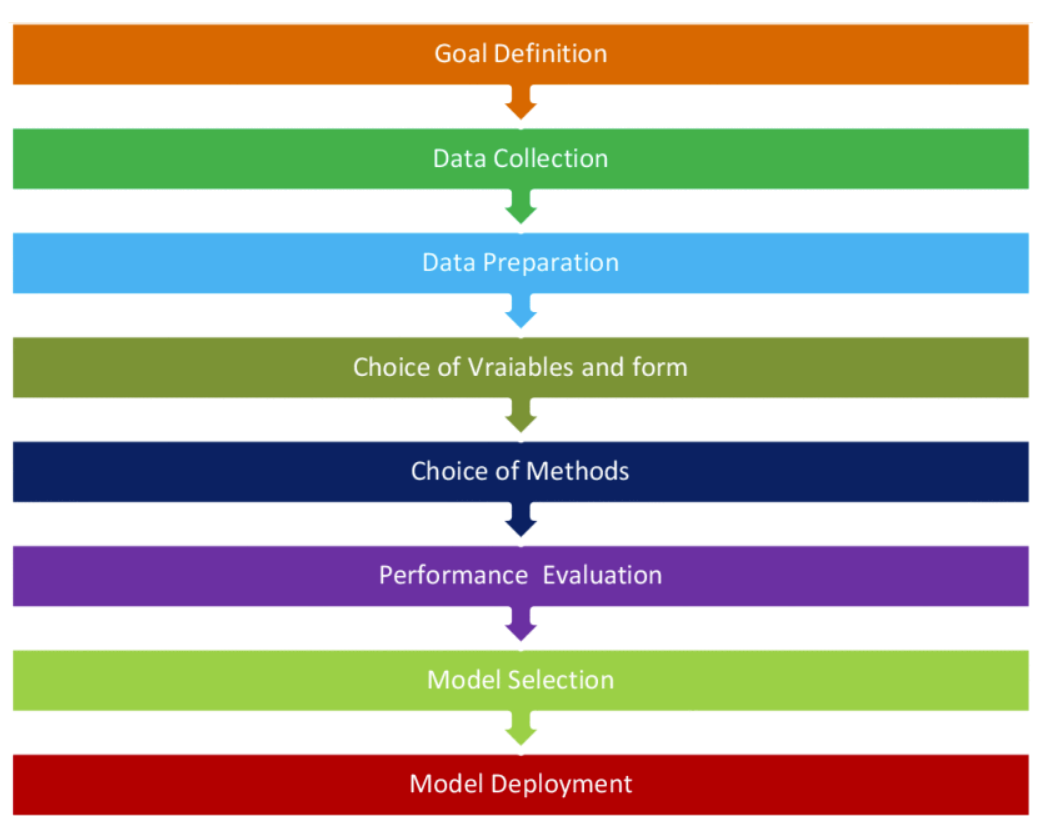 Goal Definition
Data Collection
Data Preparation
Choice of Vraiables and form
Choice of Methods
Performance  Evaluation
Model Selection
Model Deployment